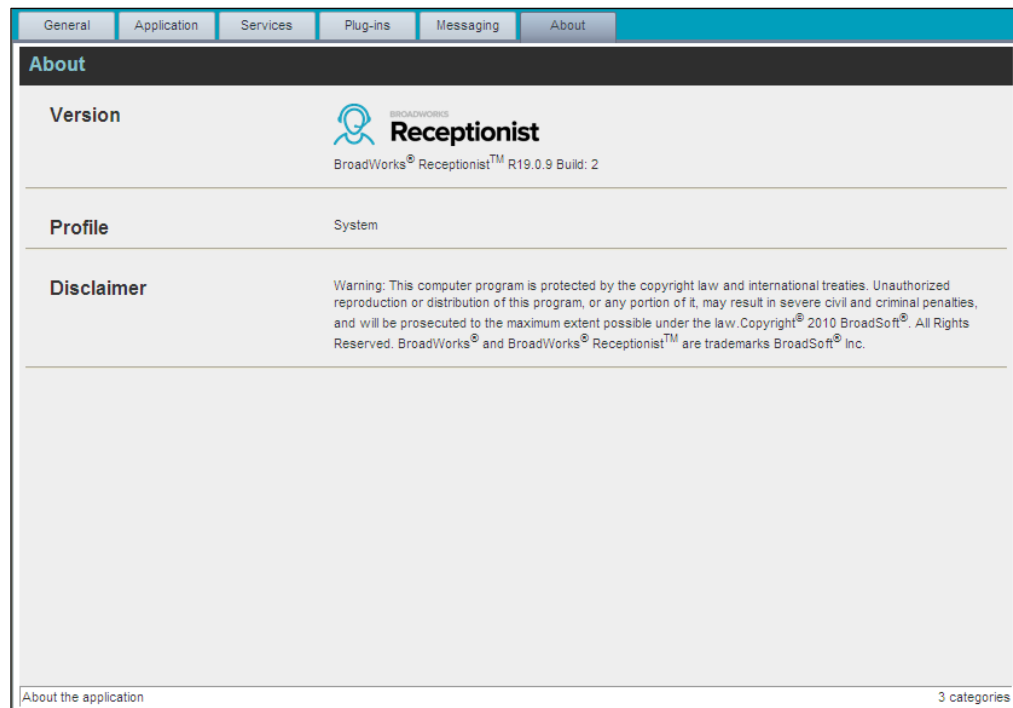 General Application Services Plug-ins Messaging About
About
Version
BROADWORKS
Receptionist
BroadWorks® Receptionist™ R19.0.9 Build: 2
Profile
System
Disclaimer
Warning: This computer program is protected by the copyright law and international treaties. Unauthorized
reproduction or distribution of this program, or any portion of it, may result in severe civil and criminal penalties,
and will be prosecuted to the maximum extent possible under the law.Copyright® 2010 BroadSoft®. All Rights
Reserved. BroadWorks® and BroadWorks® Receptionist™ are trademarks BroadSoft® Inc.
About the application
3 categories